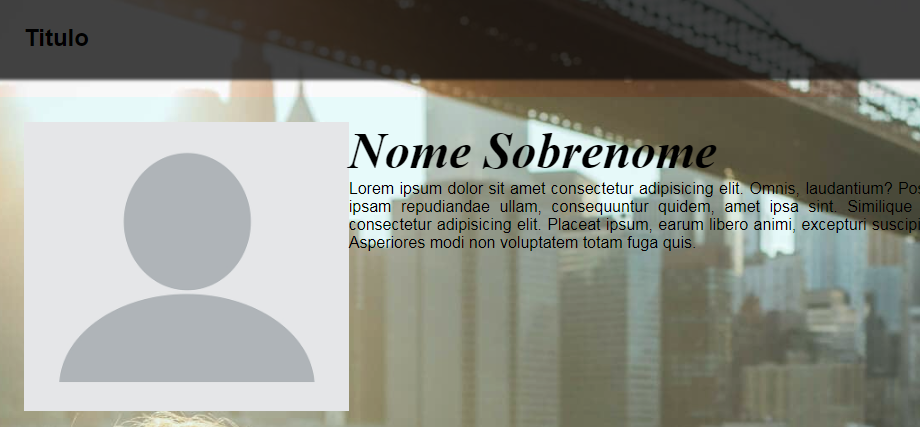 Titulo
Nome Sobrenome
Lorem ipsum dolor sit amet consectetur adipisicing elit. Omnis, laudantium?
ipsam repudiandae ullam, consequuntur quidem, amet ipsa sint. Similique
consectetur adipisicing elit. Placeat ipsum, earum libero animi, excepturi
Asperiores modi non voluptatem totam fuga quis.